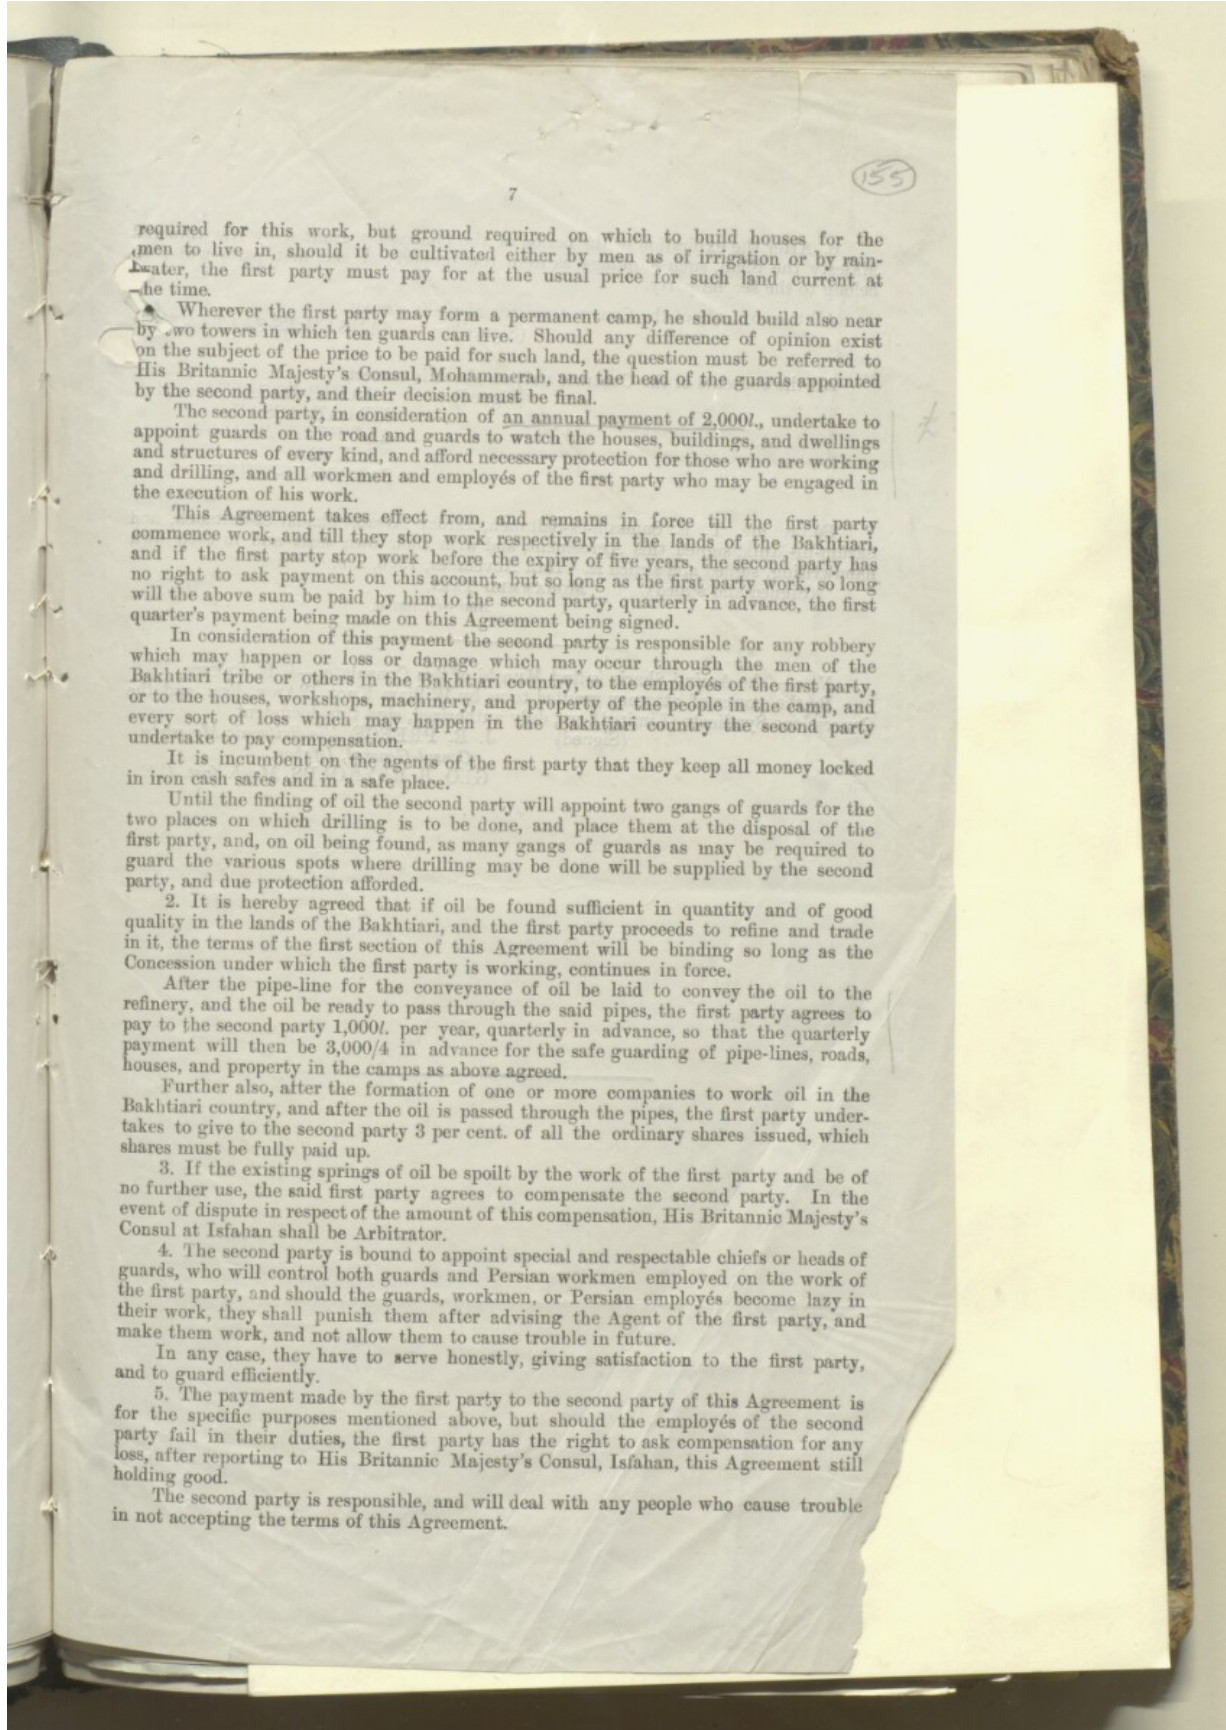 155
7
required for this work, but ground required on which to build houses for the
men to live in, should it be cultivated either by men as of irrigation or by rain-
water, the first party must pay for at the usual price for such land current at
he time.
Wherever the first party may form a permanent camp, he should build also near
by two towers in which ten guards can live. Should any difference of opinion exist
on the subject of the price to be paid for such land, the question must be referred to
His Britannic Majesty's Consul, Mohammerah, and the head of the guards appointed
by the second party, and their decision must be final.
The second party, in consideration of an annual payment of 2,000l., undertake to
appoint guards on the road and guards to watch the houses, buildings, and dwellings
and structures of every kind, and afford necessary protection for those who are working
and drilling, and all workmen and employés of the first party who may be engaged in
the execution of his work.
This Agreement takes effect from, and remains in force till the first party
commence work, and till they stop work respectively in the lands of the Bakhtiari,
and if the first party stop work before the expiry of five years, the second party has
no right to ask payment on this account, but so long as the first party work, so long
will the above sum be paid by him to the second party, quarterly in advance, the first
quarter's payment being made on this Agreement being signed.
In consideration of this payment the second party is responsible for any robbery
which may happen or loss or damage which may occur through the men of the
Bakhtiari tribe or others in the Bakhtiari country, to the employés of the first party,
or to the houses, workshops, machinery, and property of the people in the camp, and
every sort of loss which may happen in the Bakhtiari country the second party
undertake to pay compensation.
It is incumbent on the agents of the first party that they keep all money locked
in iron cash safes and in a safe place.
Until the finding of oil the second party will appoint two gangs of guards for the
two places on which drilling is to be done, and place them at the disposal of the
first party, and, on oil being found, as many gangs of guards as may be required to
guard the various spots where drilling may be done will be supplied by the second
party, and due protection afforded.
2. It is hereby agreed that if oil be found sufficient in quantity and of good
quality in the lands of the Bakhtiari, and the first party proceeds to refine and trade
in it, the terms of the first section of this Agreement will be binding so long as the
Concession under which the first party is working, continues in force.
After the pipe-line for the conveyance of oil be laid to convey the oil to the
refinery, and the oil be ready to pass through the said pipes, the first party agrees to
pay to the second party 1,000l. per year, quarterly in advance, so that the quarterly
payment will then be 3,000/4 in advance for the safe guarding of pipe-lines, roads,
houses, and property in the camps as above agreed.
Further also, after the formation of one or more companies to work oil in the
Bakhtiari country, and after the oil is passed through the pipes, the first party under-
takes to give to the second party 3 per cent. of all the ordinary shares issued, which
shares must be fully paid up.
3. If the existing springs of oil be spoilt by the work of the first party and be of
no further use, the said first party agrees to compensate the second party. In the
event of dispute in respect of the amount of this compensation, His Britannic Majesty's
Consul at Isfahan shall be Arbitrator.
4. The second party is bound to appoint special and respectable chiefs or heads of
guards, who will control both guards and Persian workmen employed on the work of
the first party, and should the guards, workmen, or Persian employés become lazy in
their work, they shall punish them after advising the Agent of the first party, and
make them work, and not allow them to cause trouble in future.
In any case, they have to serve honestly, giving satisfaction to the first party,
and to guard efficiently.
5. The payment made by the first party to the second party of this Agreement is
for the specific purposes mentioned above, but should the employés of the second
party fail in their duties, the first party has the right to ask compensation for any
loss, after reporting to His Britannic Majesty's Consul, Isfahan, this Agreement still
holding good.
The second party is responsible, and will deal with any people who cause trouble
in not accepting the terms of this Agreement.